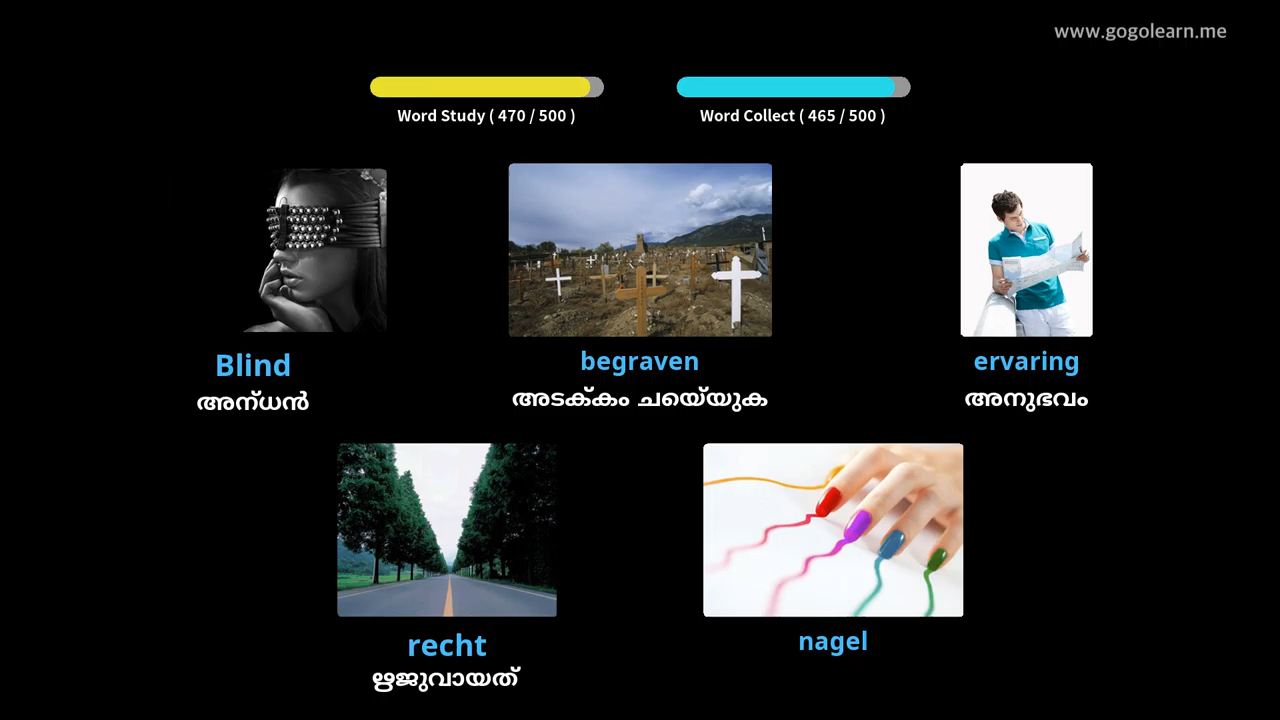 www.gogolearn.me
Word Study ( 470 / 500 )
Word Collect ( 465 / 500 )
Blind
അന്ധൻ
begraven
അടക്കം ചയ്യെുക
ervaring
അനുഭവം
recht
ഋജുവായത്
nagel